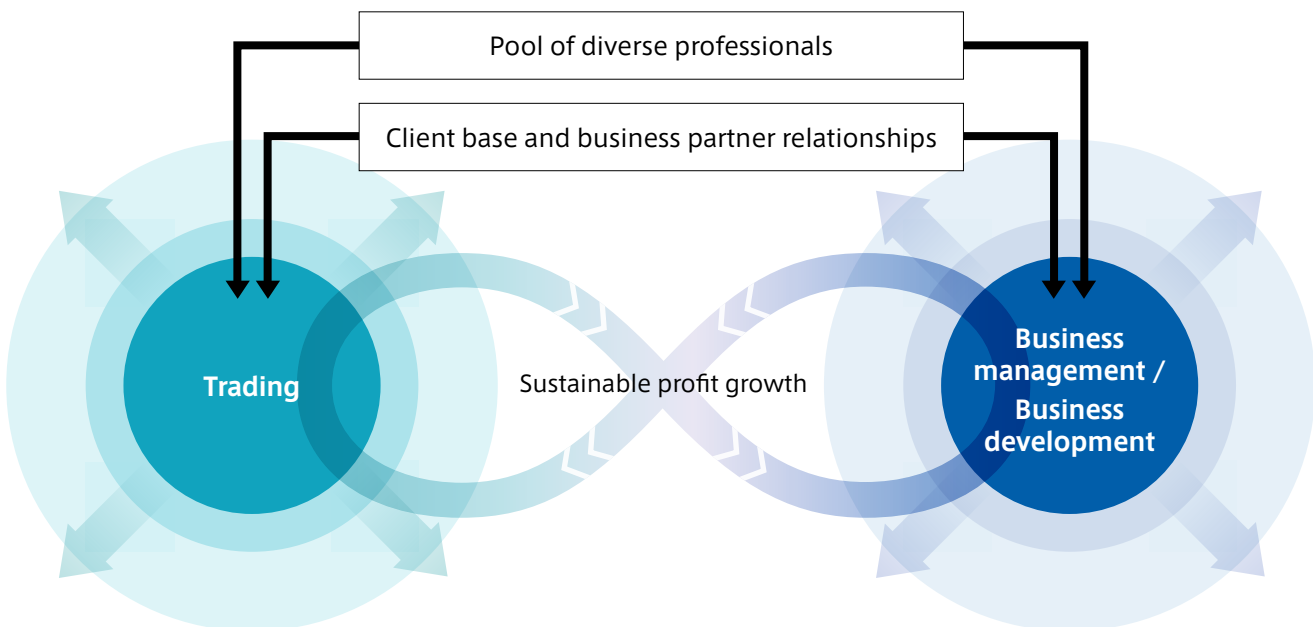 Pool of diverse professionals
Client base and business partner relationships
Trading
Sustainable profit growth
Business
management /
Business
development